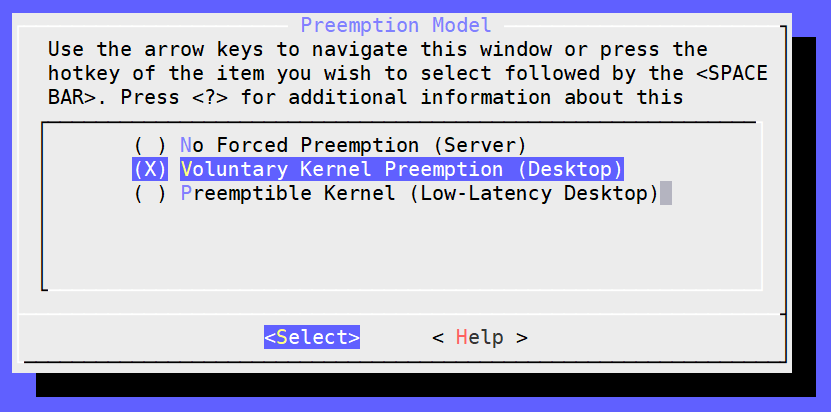 Preemption Model
Use the arrow keys to navigate this window or press the
hotkey of the item you wish to select followed by the <SPACE
BAR>. Press <?> for additional information about this
( ) No Forced Preemption (Server)
(X) Voluntary Kernel Preemption (Desktop)
( ) Preemptible Kernel (Low-Latency Desktop)
<Select> < Help >